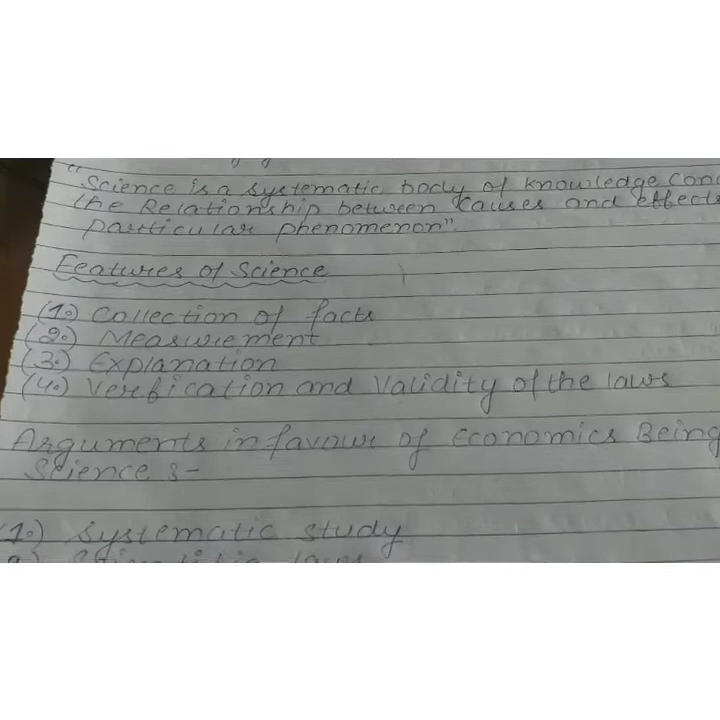 "Science is a systematic body of knowledge
the Relationship between Causes and effects
particular phenomenon".
Features of Science
(1.) Collection of facts
(2.) Measurement
(3.) Explanation
(4.) Verification and Validity of the laws
Arguments in favour of Economics Being
Science :-
(1.) Systematic study